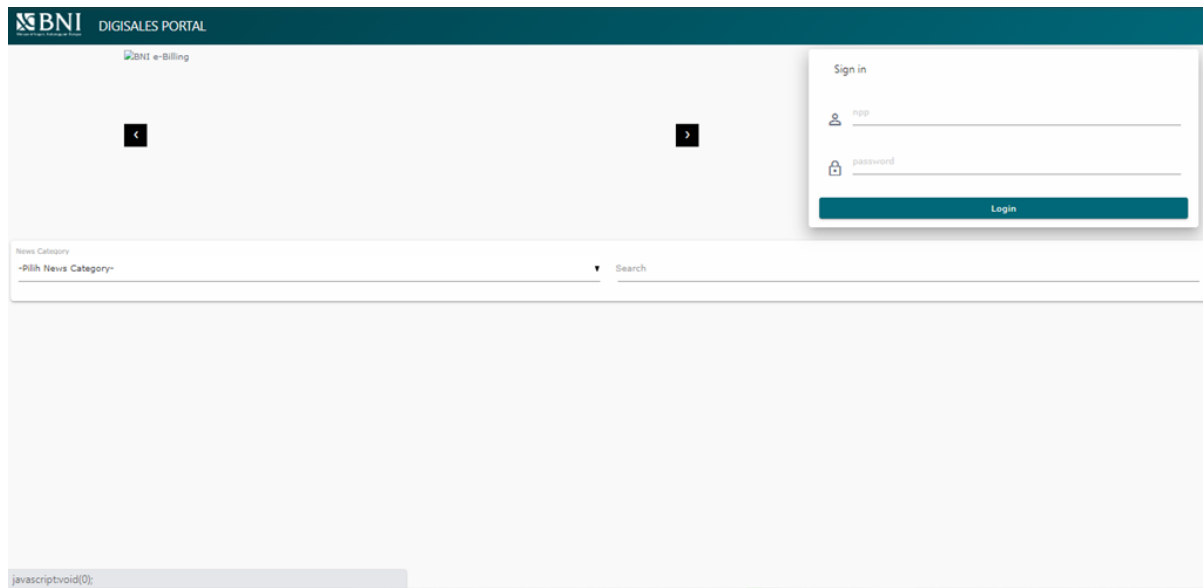 BNI
DIGISALES PORTAL
BNI e-Billing
Sign in
npp
password
Login
News Category
-Pilih News Category-
Search
javascript:void(0);